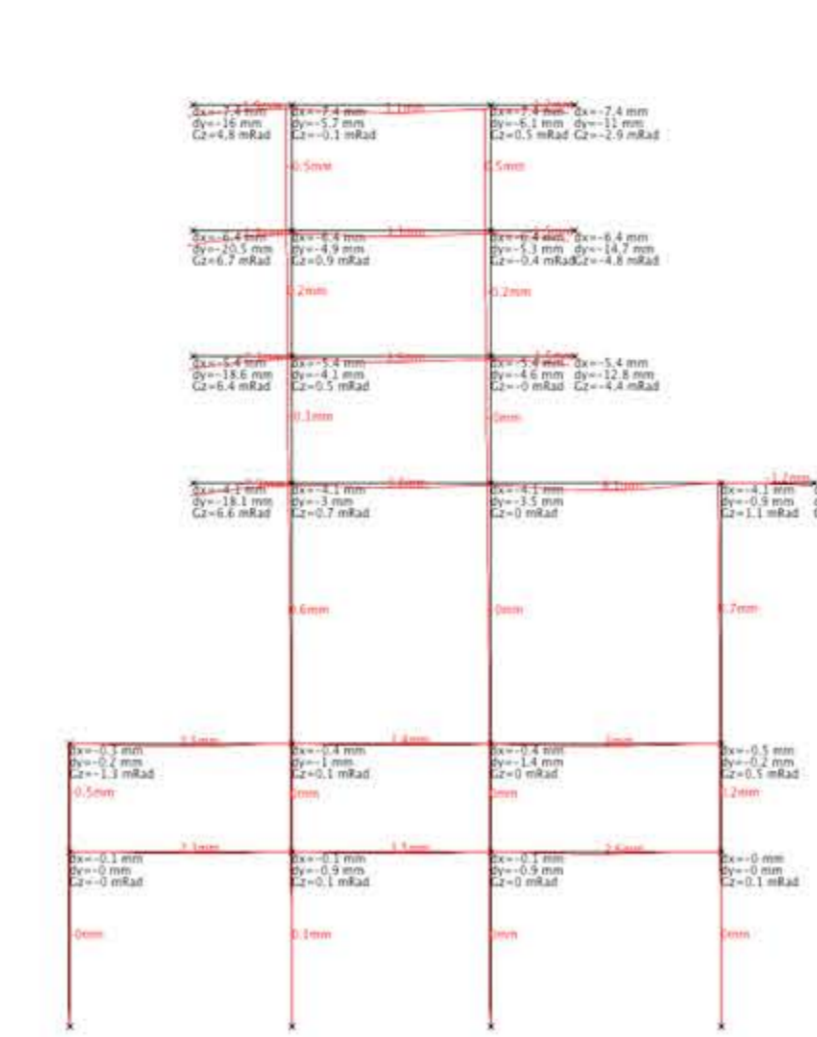 dx=-7.4 mm dx=-7.4 mm dx=-7.4 mm dx=-7.4 mm
1.1mm
dy=-16 mm dy=-5.7 mm dy=-6.1 mm dy=-11 mm
Gz=4.8 mRad Gz=-0.1 mRad Gz=0.5 mRad Gz=-2.9 mRad
0.5mm 0.5mm
dx=-6.4 mm dx=-6.4 mm dx=-6.4 mm dx=-6.4 mm
dy=-20.5 mm dy=-4.9 mm dy=-5.3 mm dy=-14.7 mm
Gz=6.7 mRad Gz=0.9 mRad Gz=-0.4 mRad Gz=-4.8 mRad
0.2mm -0.2mm
dx=-5.4 mm dx=-5.4 mm dx=-5.4 mm dx=-5.4 mm
dy=-18.6 mm dy=-4.1 mm dy=-4.6 mm dy=-12.8 mm
Gz=6.4 mRad Gz=0.5 mRad Gz=-0 mRad Gz=-4.4 mRad
-0.1mm -0mm
-1.2mm
dx=-4.1 mm dx=-4.1 mm dx=-4.1 mm dx=-4.1 mm
dy=-18.1 mm dy=-3 mm dy=-3.5 mm dy=-0.9 mm
Gz=6.6 mRad Gz=0.7 mRad Gz=0 mRad Gz=1.1 mRad
0.6mm -0mm 0.7mm
dx=-0.3 mm dx=-0.4 mm dx=-0.4 mm dx=-0.5 mm
dy=-0.2 mm dy=-1 mm dy=-1.4 mm dy=-0.2 mm
Gz=-1.3 mRad Gz=0.1 mRad Gz=0 mRad Gz=0.5 mRad
-0.5mm 0mm 0mm 0.2mm
dx=-0.1 mm dx=-0.1 mm dx=-0.1 mm dx=-0 mm
dy=-0 mm dy=-0.9 mm dy=-0.9 mm dy=-0 mm
Gz=-0 mRad Gz=0.1 mRad Gz=0 mRad Gz=0.1 mRad
-0mm 0.1mm 0mm 0mm